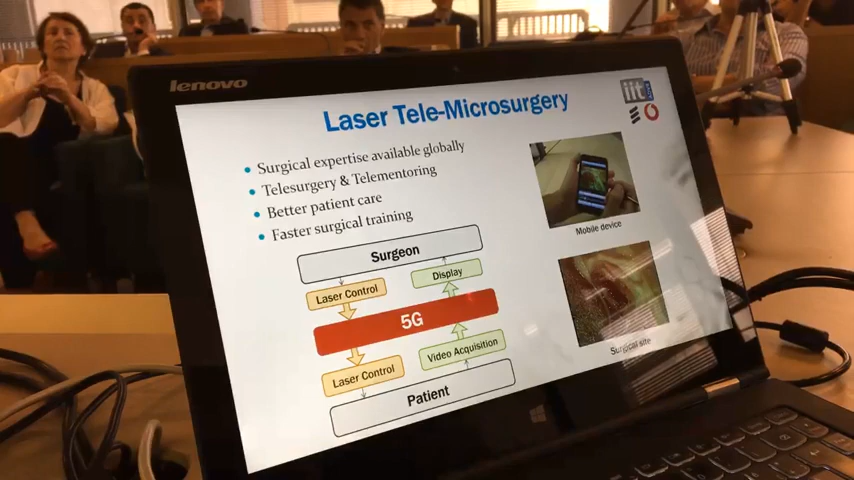 lenovo
Laser Tele-Microsurgery
iit
Surgical expertise available globally
Telesurgery & Telementoring
Better patient care
Faster surgical training
Mobile device
Surgeon
Laser Control
Display
5G
Laser Control
Video Acquisition
Patient
Surgical site